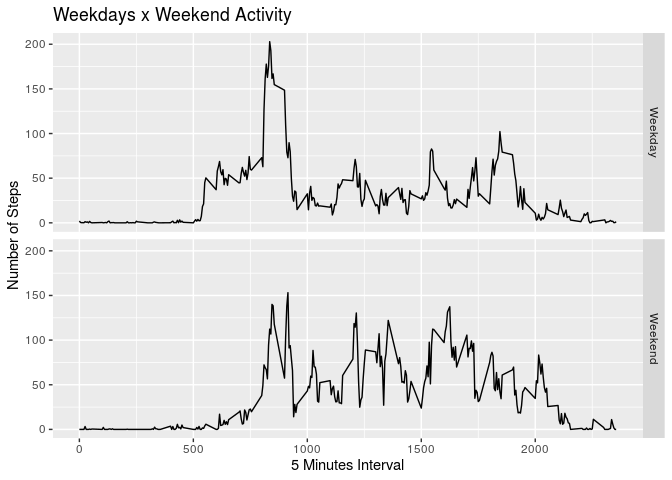 Weekdays x Weekend Activity
Number of Steps
200
150
100
50
0
Weekday
200
150
100
50
0
Weekend
0 500 1000 1500 2000
5 Minutes Interval